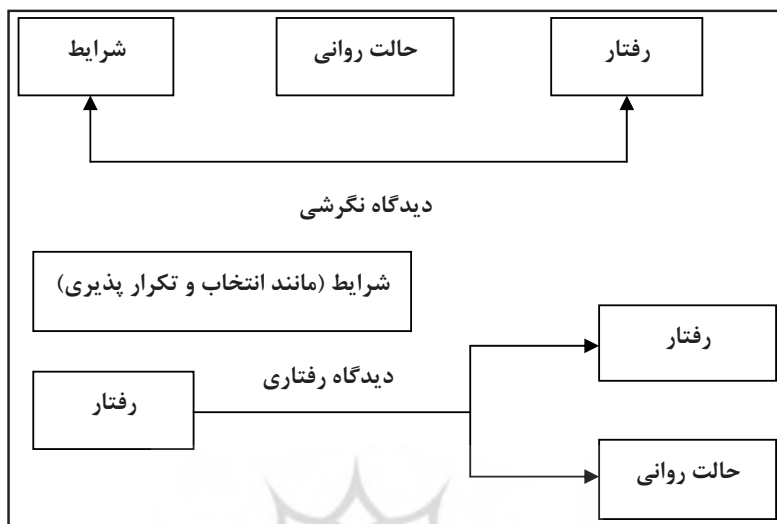 رفتار
حالت روانی
شرایط
دیدگاه نگرشی
شرایط (مانند انتخاب و تکرار پذیری)
رفتار
دیدگاه رفتاری
رفتار
حالت روانی